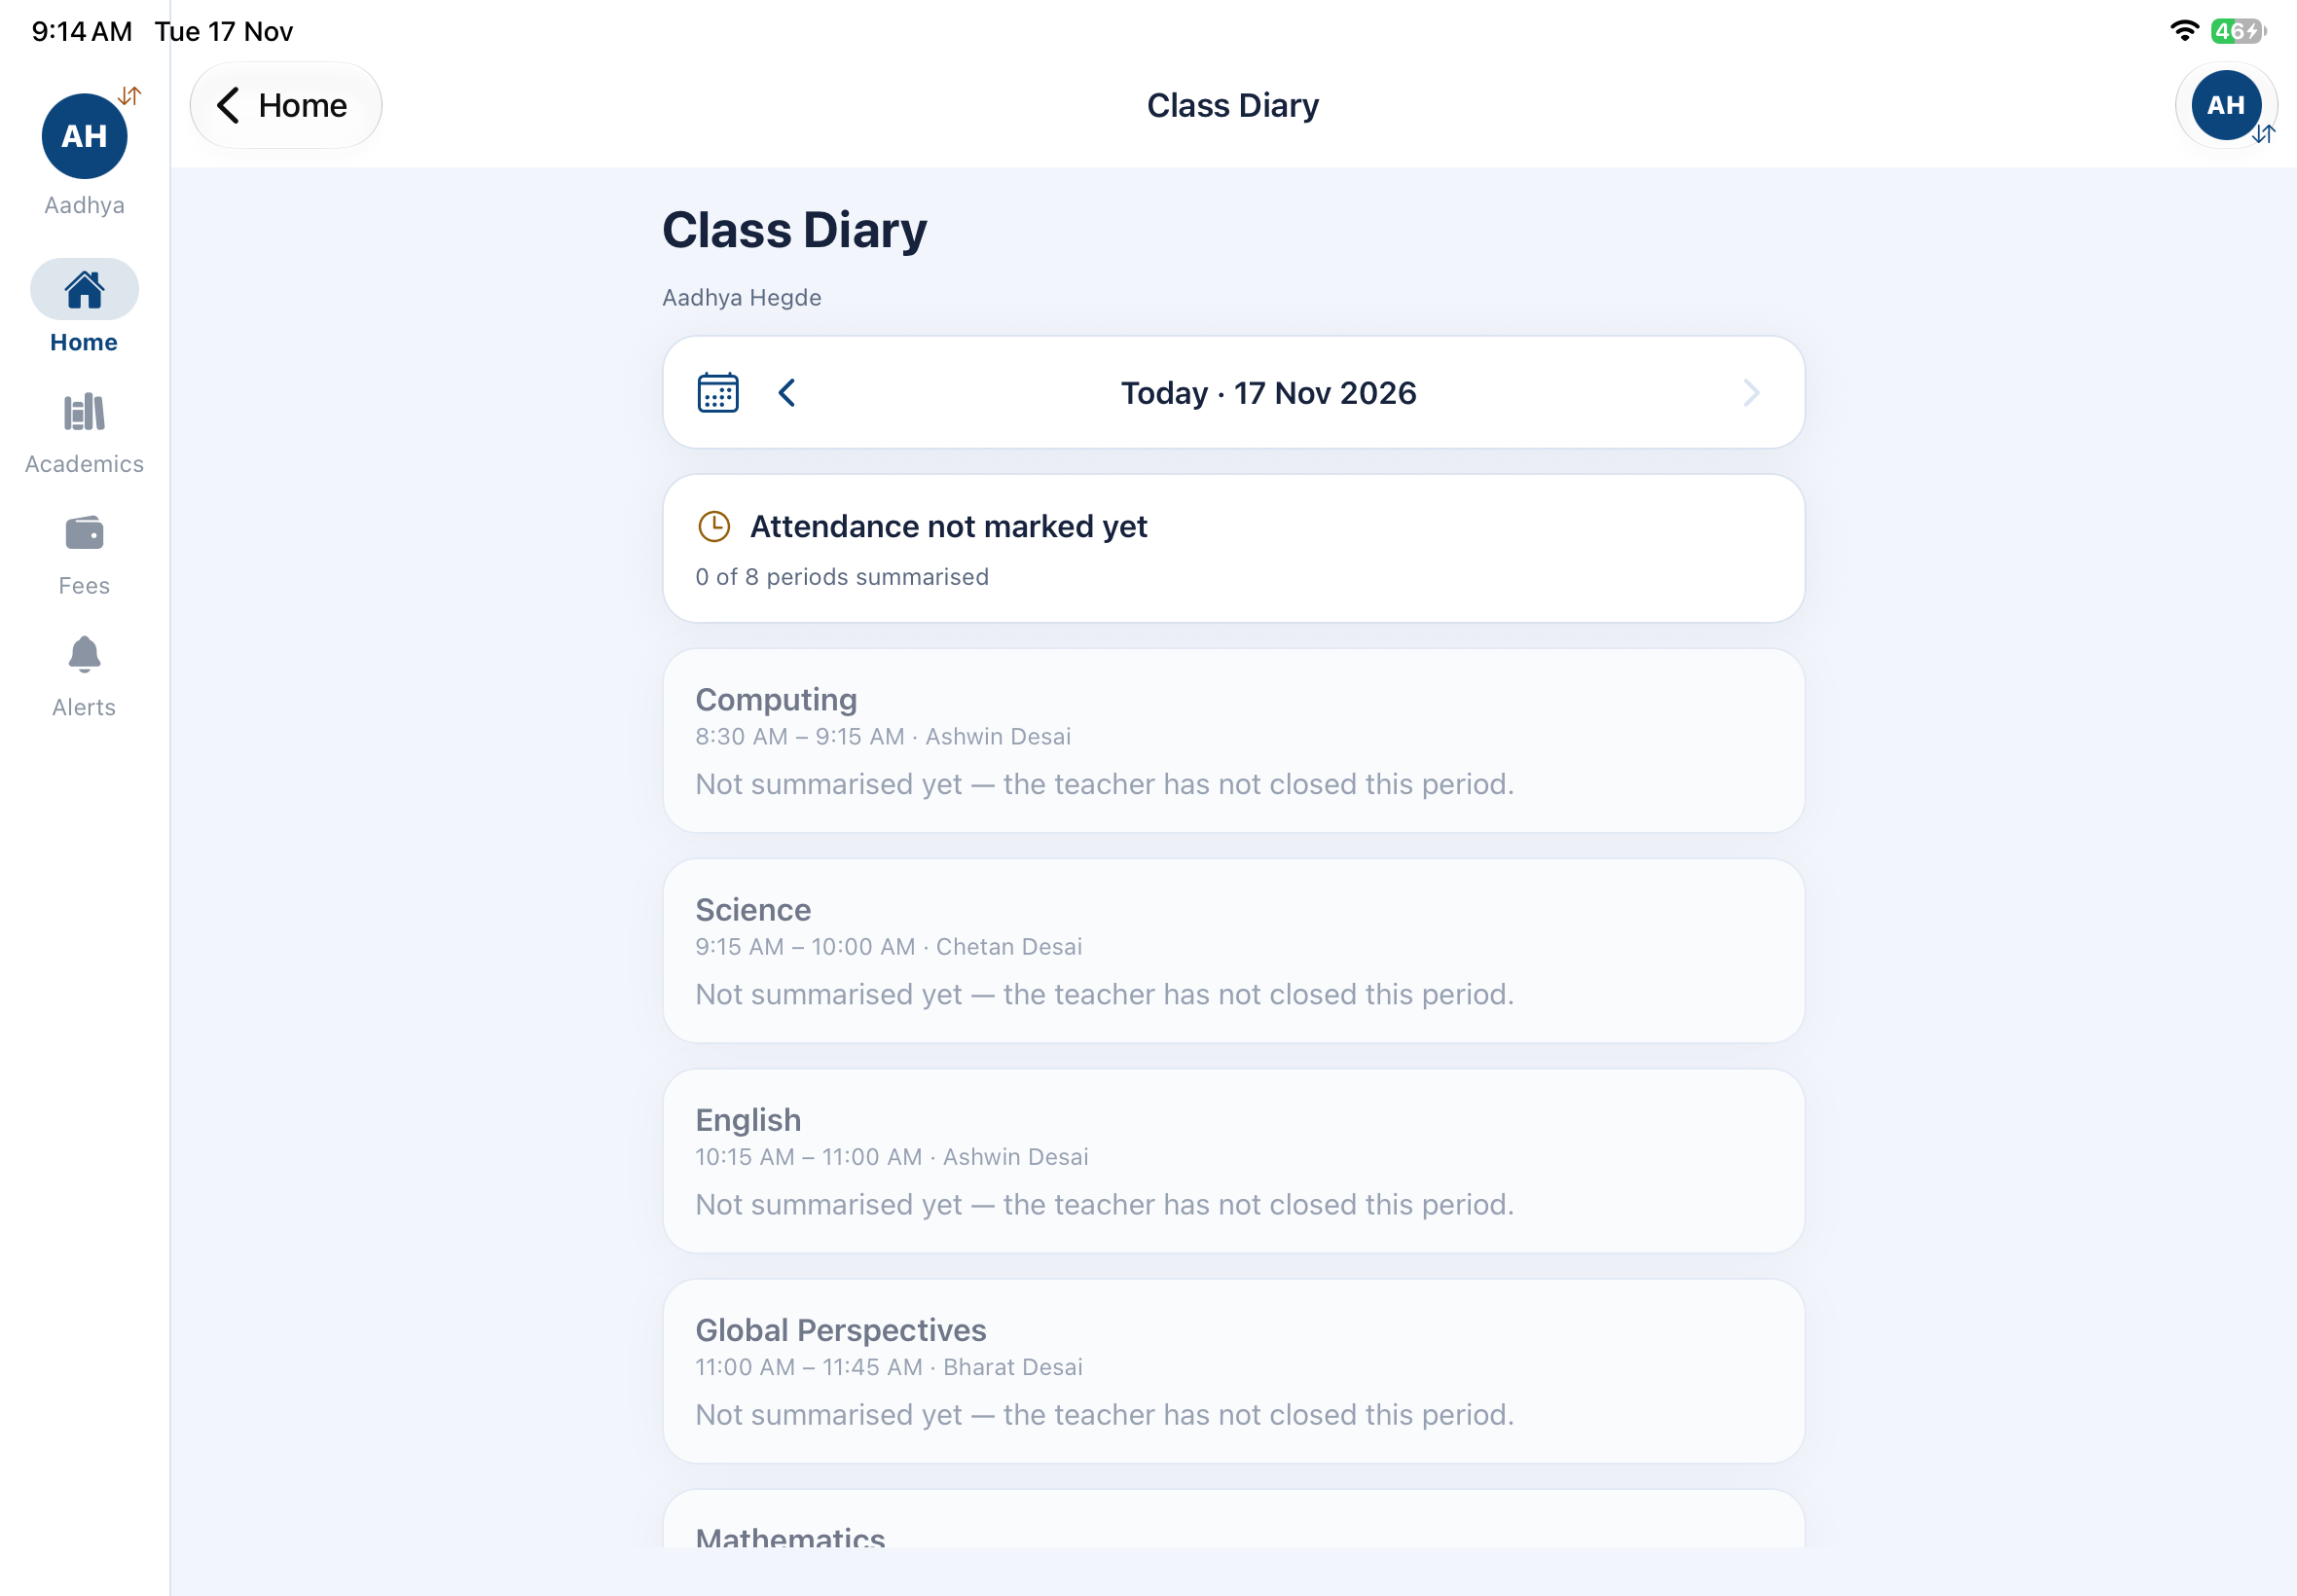 9:14 AM Tue 17 Nov
46
AH
Aadhya
Home
Academics
Fees
Alerts
Home
Class Diary
AH
Class Diary
Aadhya Hegde
Today · 17 Nov 2026
Attendance not marked yet
0 of 8 periods summarised
Computing
8:30 AM – 9:15 AM · Ashwin Desai
Not summarised yet — the teacher has not closed this period.
Science
9:15 AM – 10:00 AM · Chetan Desai
Not summarised yet — the teacher has not closed this period.
English
10:15 AM – 11:00 AM · Ashwin Desai
Not summarised yet — the teacher has not closed this period.
Global Perspectives
11:00 AM – 11:45 AM · Bharat Desai
Not summarised yet — the teacher has not closed this period.
Mathematics